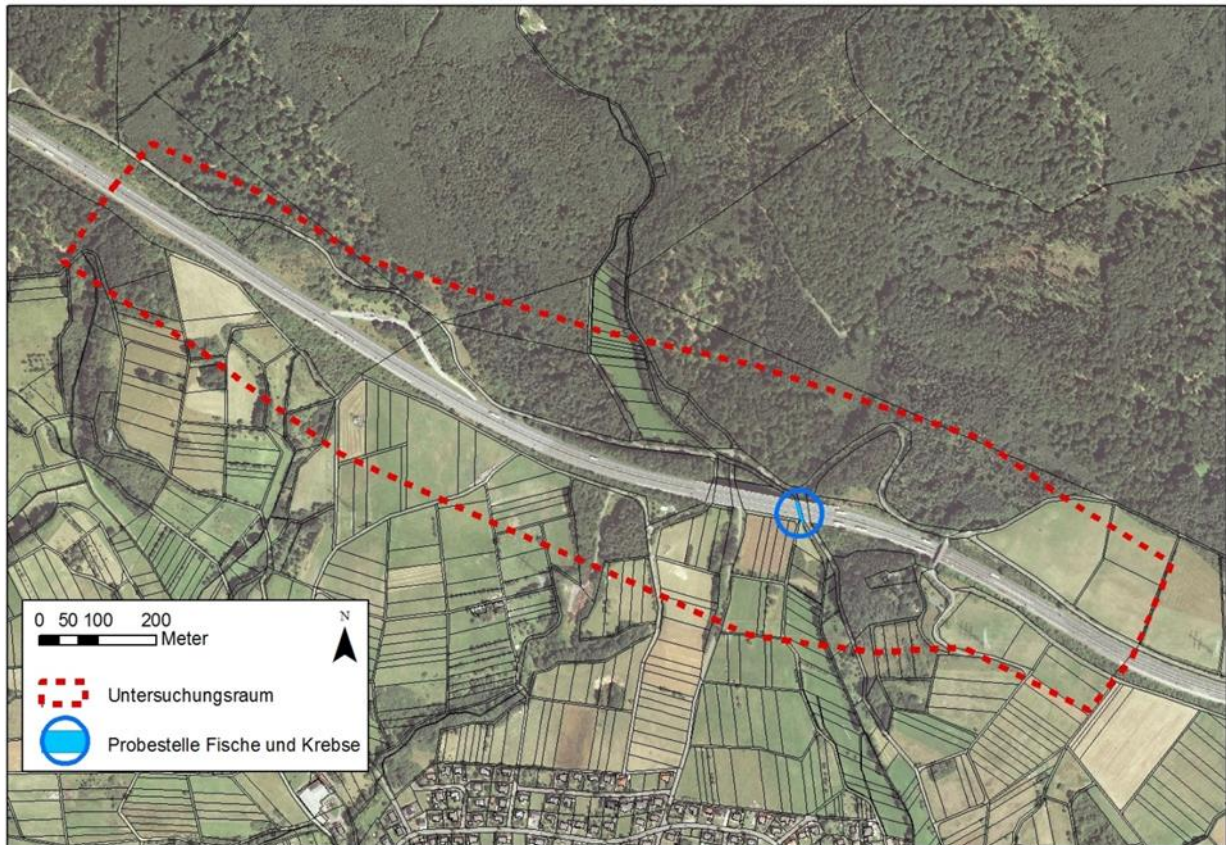 0 50 100 200
Meter
N
Untersuchungsraum
Probestelle Fische und Krebse